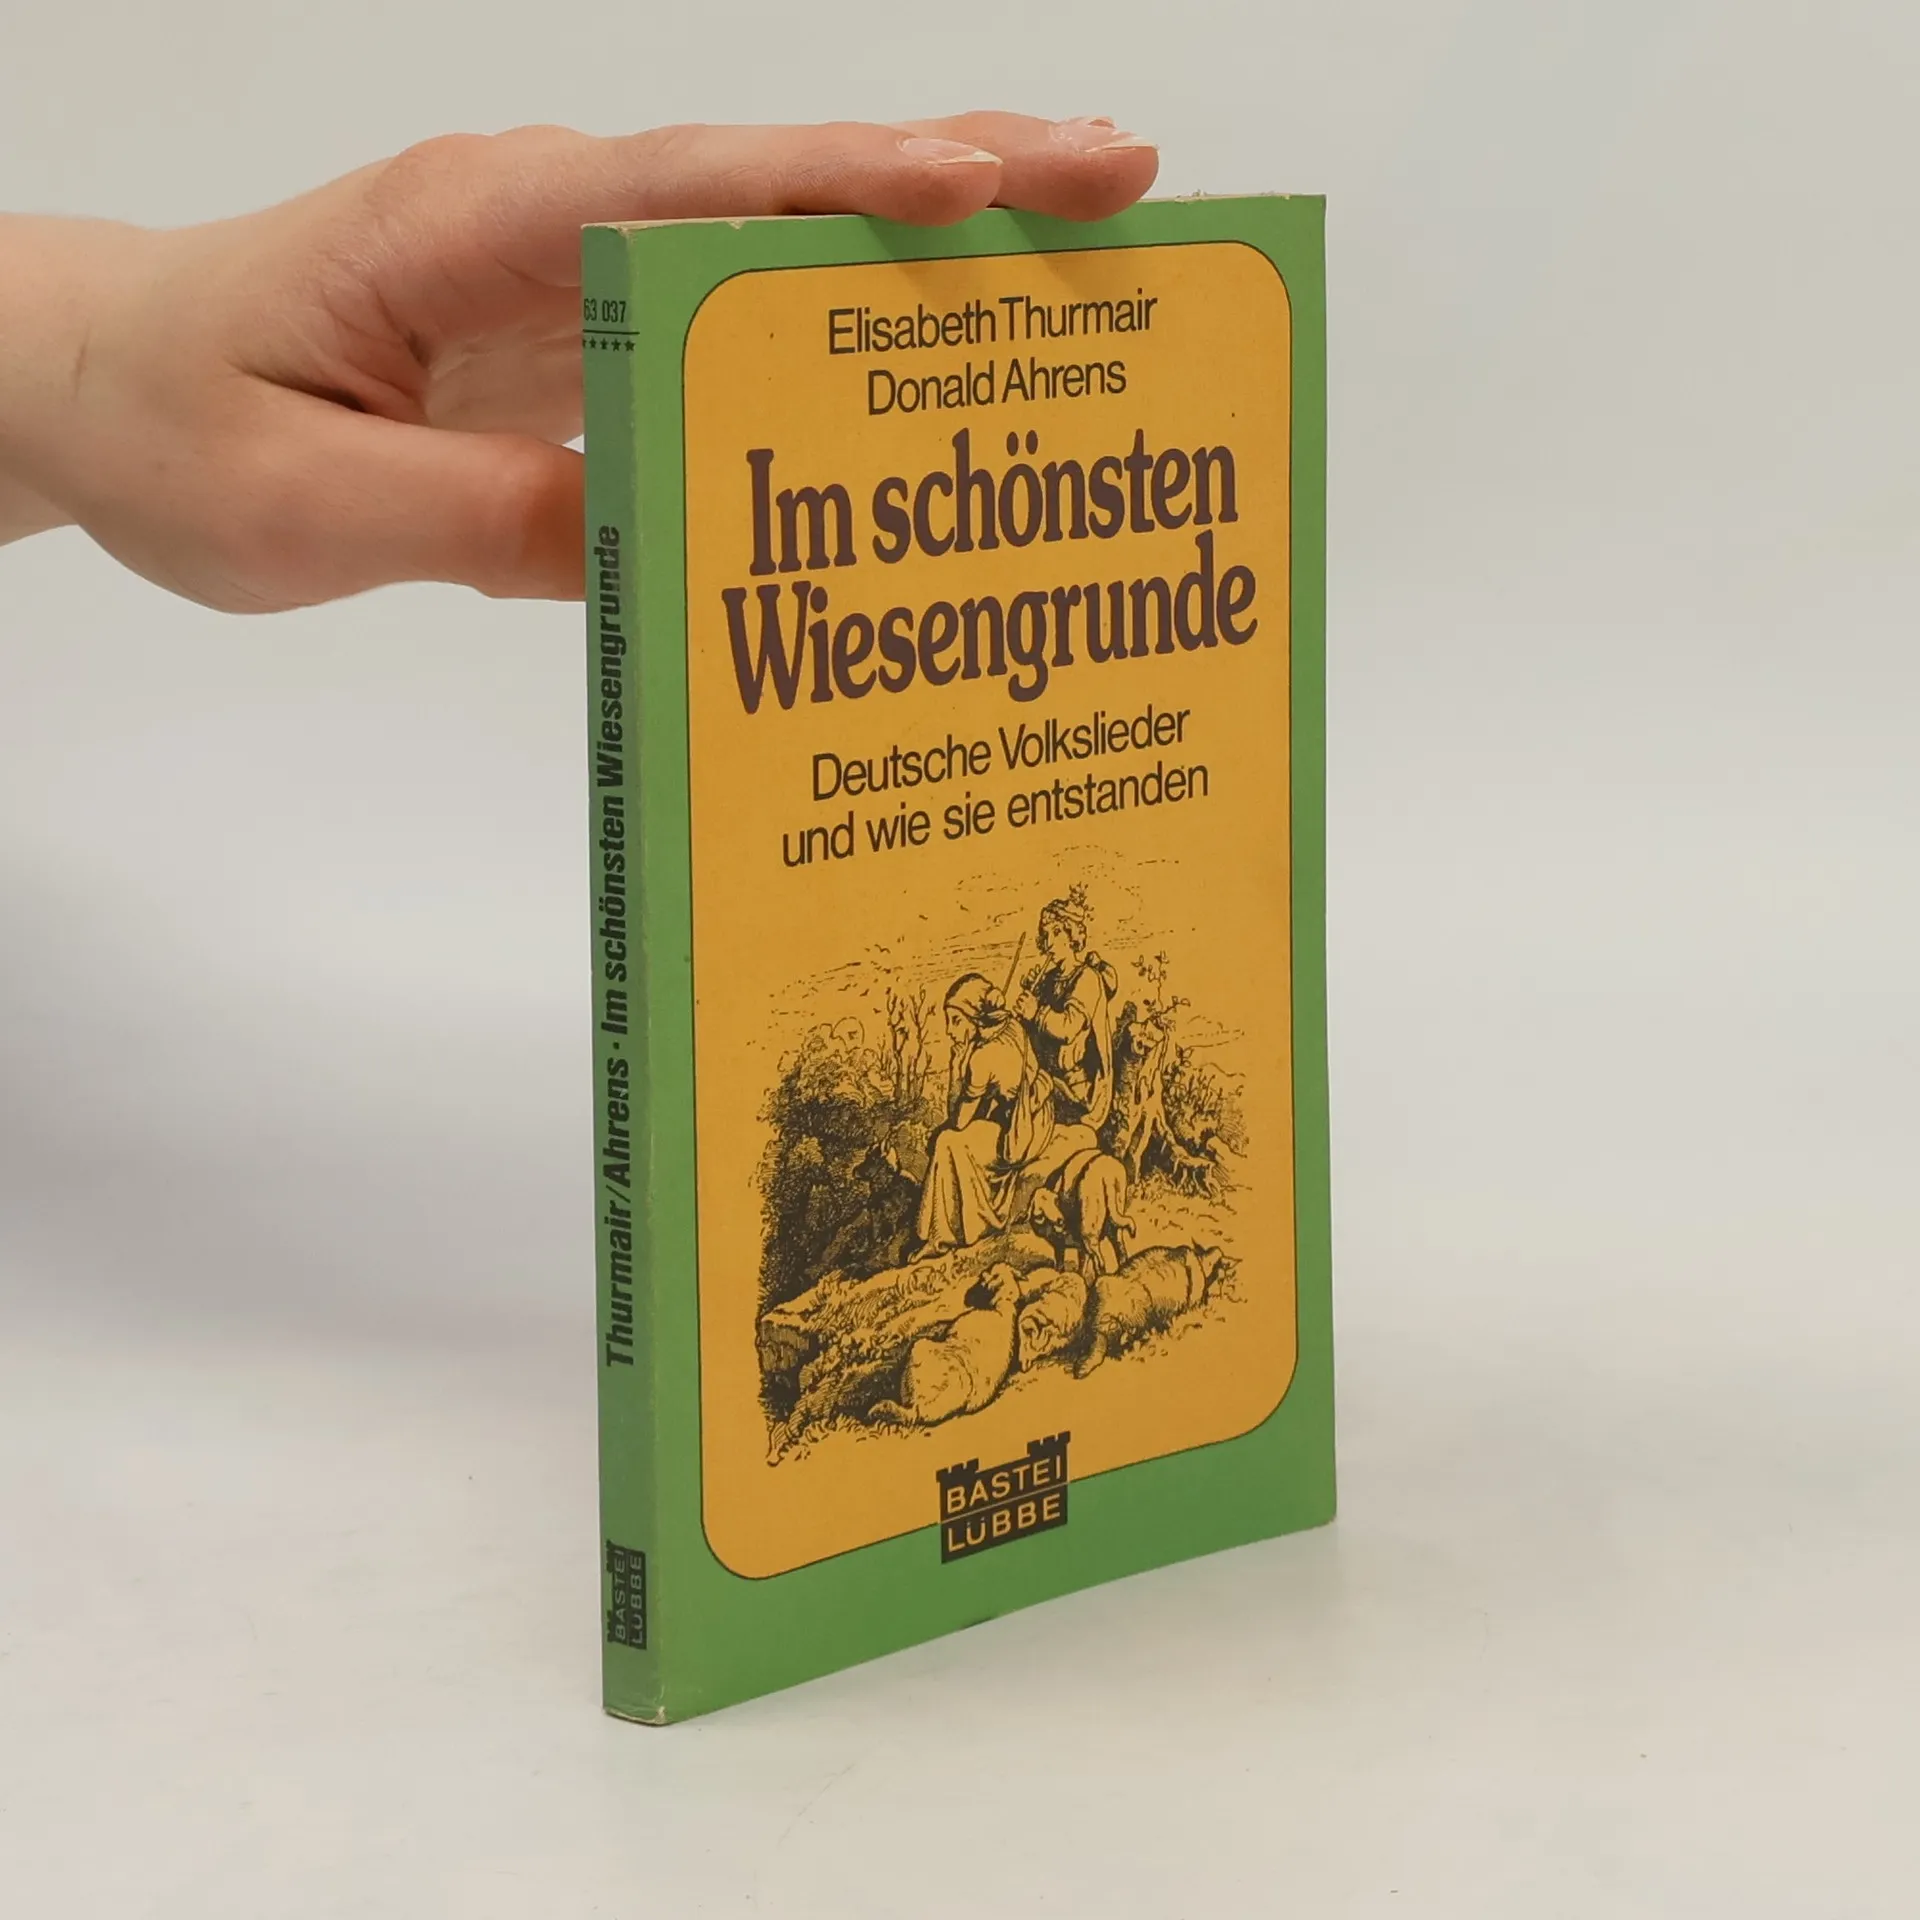 63 037
*****
Thurmair/Ahrens · Im schönsten Wiesengrunde
BASTEI
LÜBBE
Elisabeth Thurmair
Donald Ahrens
Im schönsten
Wiesengrunde
Deutsche Volkslieder
und wie sie entstanden
BASTEI
LÜBBE